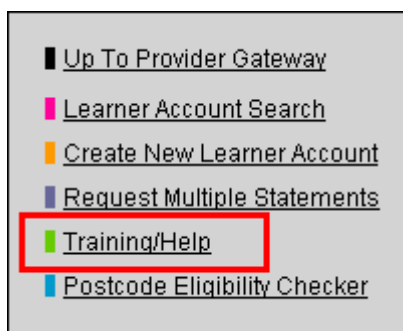 Up To Provider Gateway
Learner Account Search
Create New Learner Account
Request Multiple Statements
Training/Help
Postcode Eligibility Checker